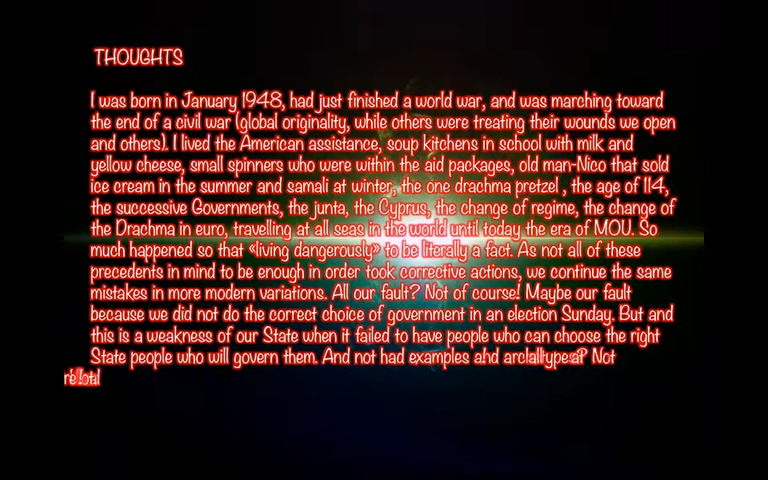 THOUGHTS
I was born in January 1948, had just finished a world war, and was marching toward
the end of a civil war (global originality, while others were treating their wounds we open
and others). I lived the American assistance, soup kitchens in school with milk and
yellow cheese, small spinners who were within the aid packages, old man-Nico that sold
ice cream in the summer and samali at winter, the one drachma pretzel , the age of 114,
the successive Governments, the junta, the Cyprus, the change of regime, the change of
the Drachma in euro, travelling at all seas in the world until today the era of MOU. So
much happened so that «living dangerously» to be literally a fact. As not all of these
precedents in mind to be enough in order took corrective actions, we continue the same
mistakes in more modern variations. All our fault? Not of course! Maybe our fault
because we did not do the correct choice of government in an election Sunday. But and
this is a weakness of our State when it failed to have people who can choose the right
State people who will govern them. And not had examples and Not